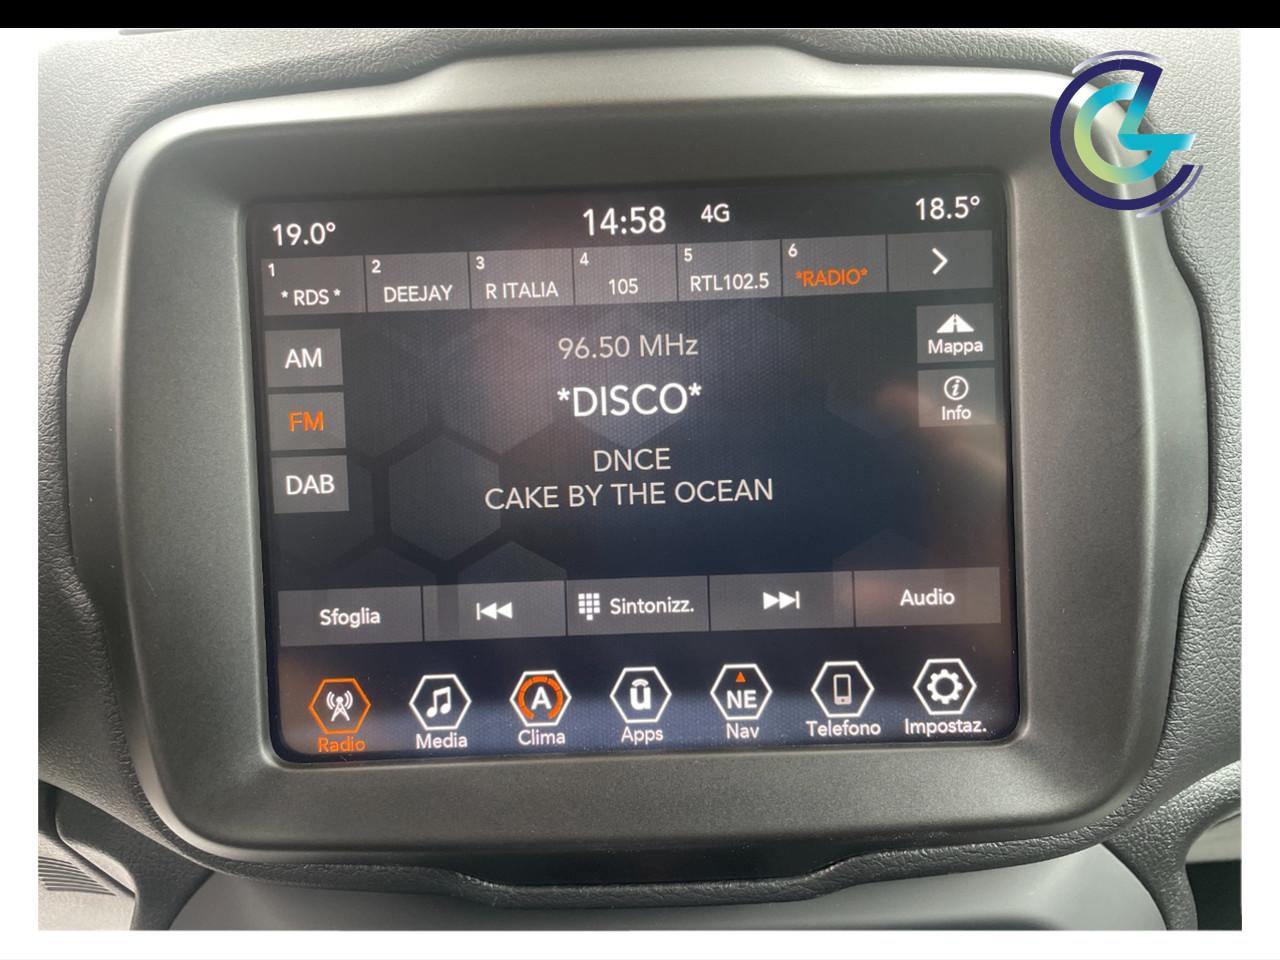 19.0° 14:58 4G 18.5°
1 *RDS* 2 DEEJAY 3 R ITALIA 4 105 5 RTL102.5 6 *RADIO*
AM
FM
DAB
96.50 MHz
*DISCO*
DNCE
CAKE BY THE OCEAN
Mappa
Info
Sfoglia Sintonizz. Audio
A ū NE
Radio Media Clima Apps Nav Telefono Impostaz.